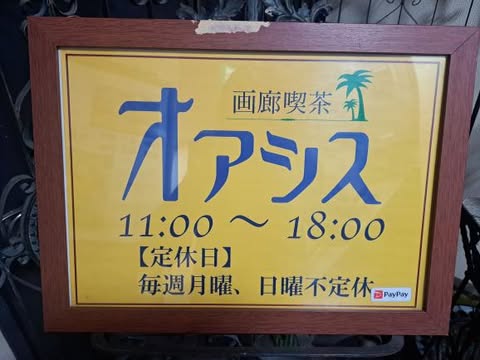 画廊喫茶
オアシス
11:00 ～ 18:00
【定休日】
毎週月曜、日曜不定休
PayPay